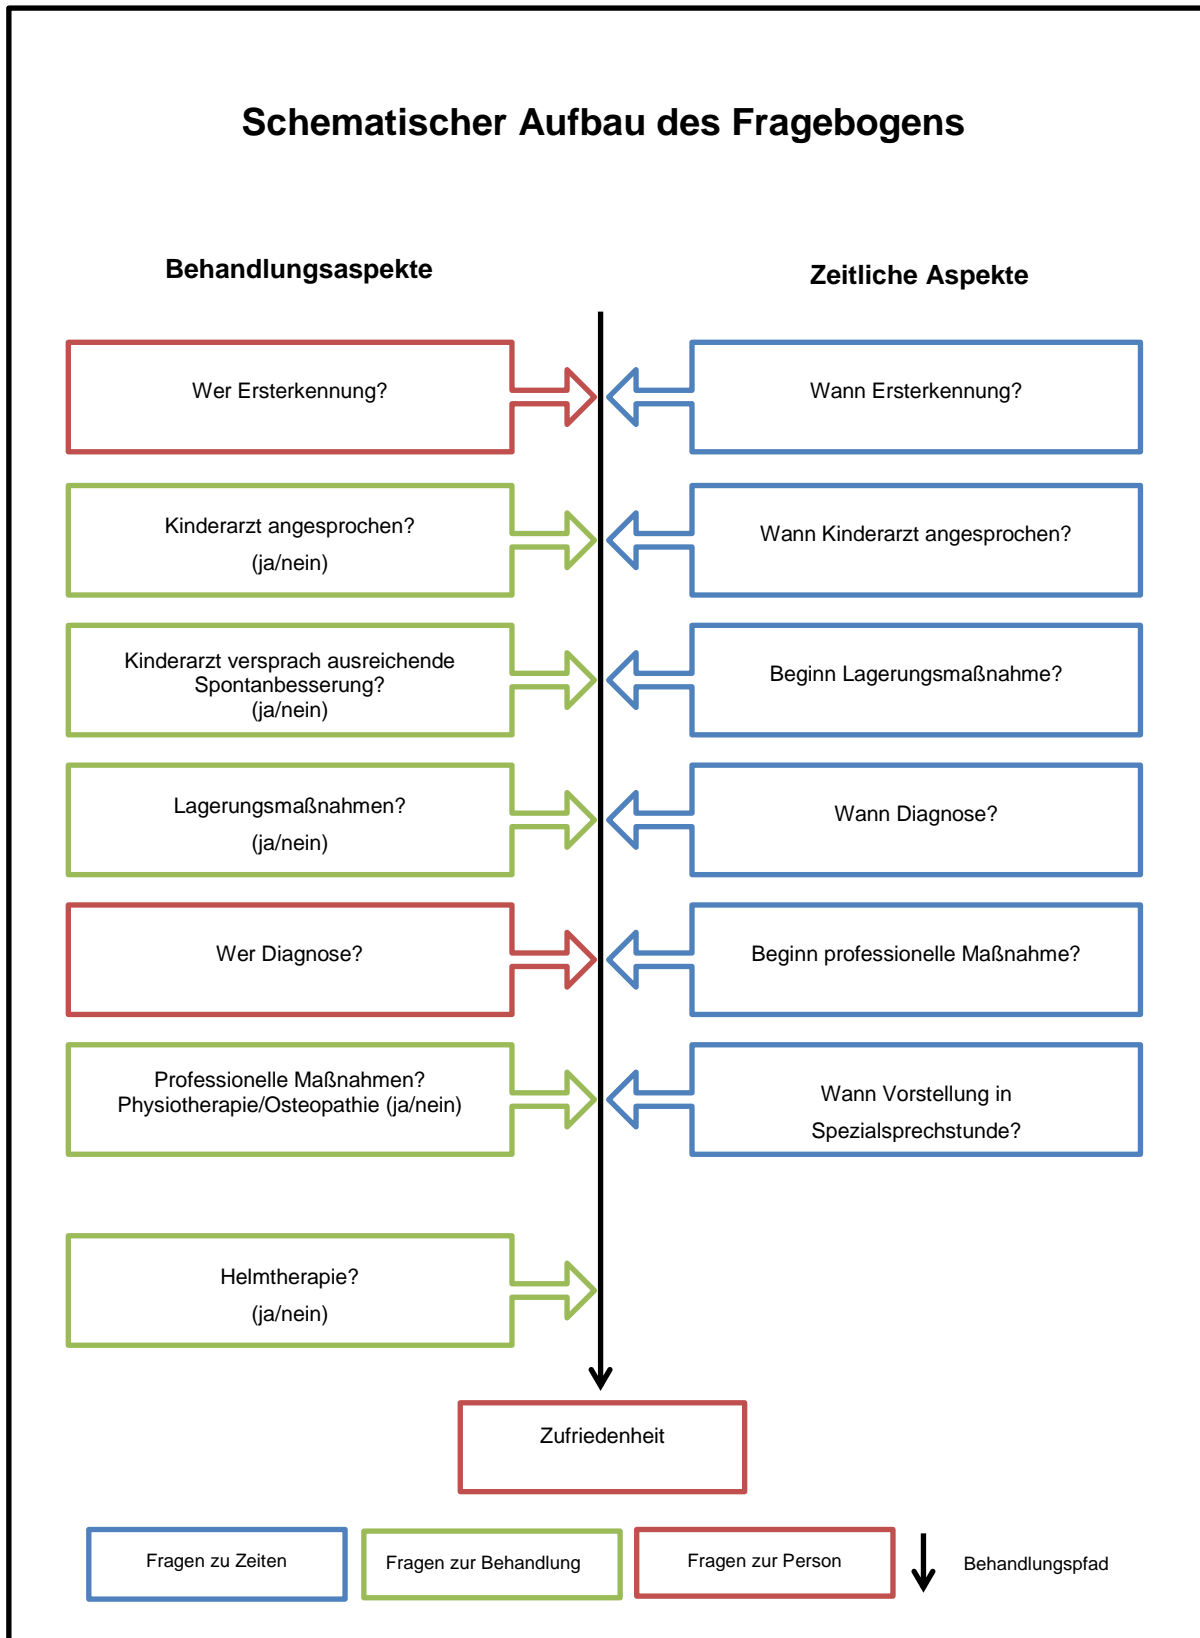 Schematischer Aufbau des Fragebogens
Behandlungsaspekte
Zeitliche Aspekte
Wer Ersterkennung?
Wann Ersterkennung?
Kinderarzt angesprochen?
(ja/nein)
Wann Kinderarzt angesprochen?
Kinderarzt versprach ausreichende
Spontanbesserung?
(ja/nein)
Beginn Lagerungsmaßnahme?
Lagerungsmaßnahmen?
(ja/nein)
Wann Diagnose?
Wer Diagnose?
Beginn professionelle Maßnahme?
Professionelle Maßnahmen?
Physiotherapie/Osteopathie (ja/nein)
Wann Vorstellung in
Spezialsprechstunde?
Helmtherapie?
(ja/nein)
Zufriedenheit
Fragen zu Zeiten
Fragen zur Behandlung
Fragen zur Person
Behandlungspfad